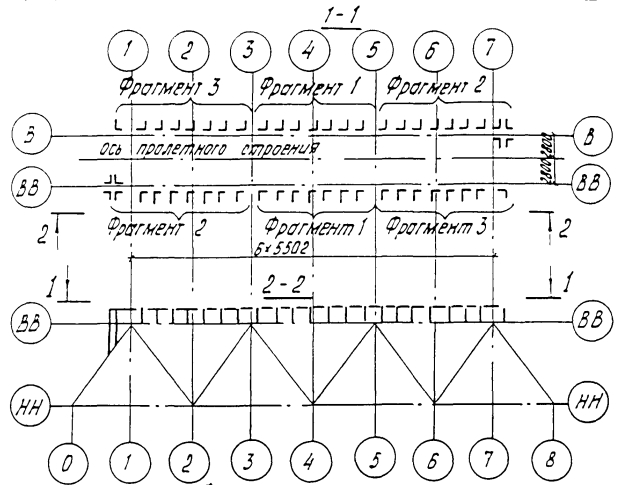 1-1
1 2 3 4 5 6 7
Фрагмент 3 Фрагмент 1 Фрагмент 2
В В
ось пролетного строения
2800 2800
ВВ ВВ
2 Фрагмент 2 Фрагмент 1 Фрагмент 3 2
6×5502
1 2-2 1
ВВ ВВ
НН НН
0 1 2 3 4 5 6 7 8